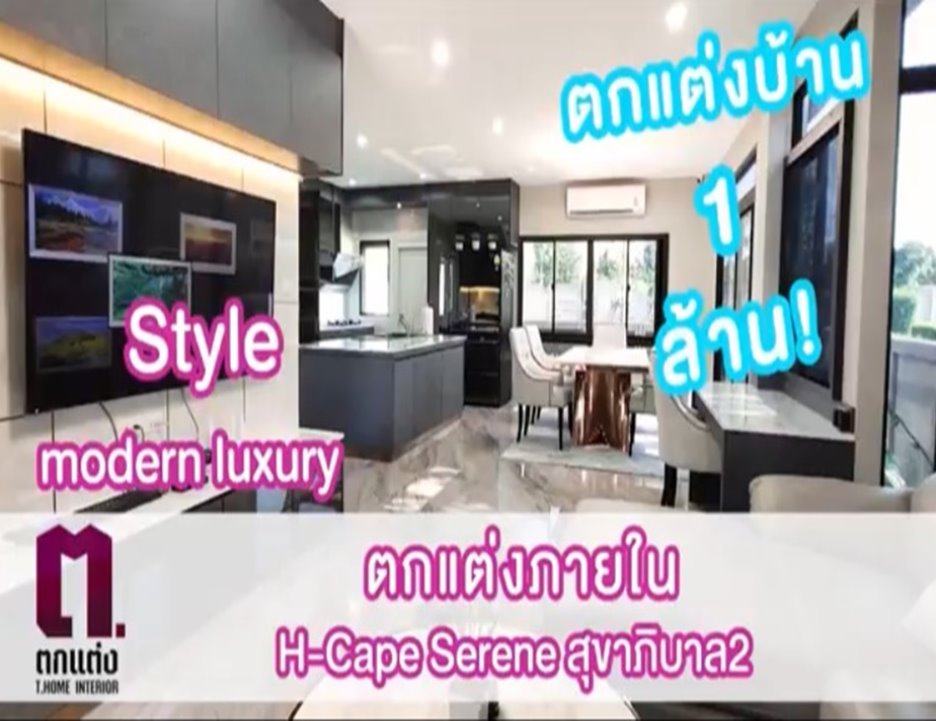 ตกแต่งบ้าน
1
ล้าน!
Style
modern luxury
ตกแต่งภายใน
H-Cape Serene สุขาภิบาล2
ต.
ตกแต่ง
T.HOME INTERIOR